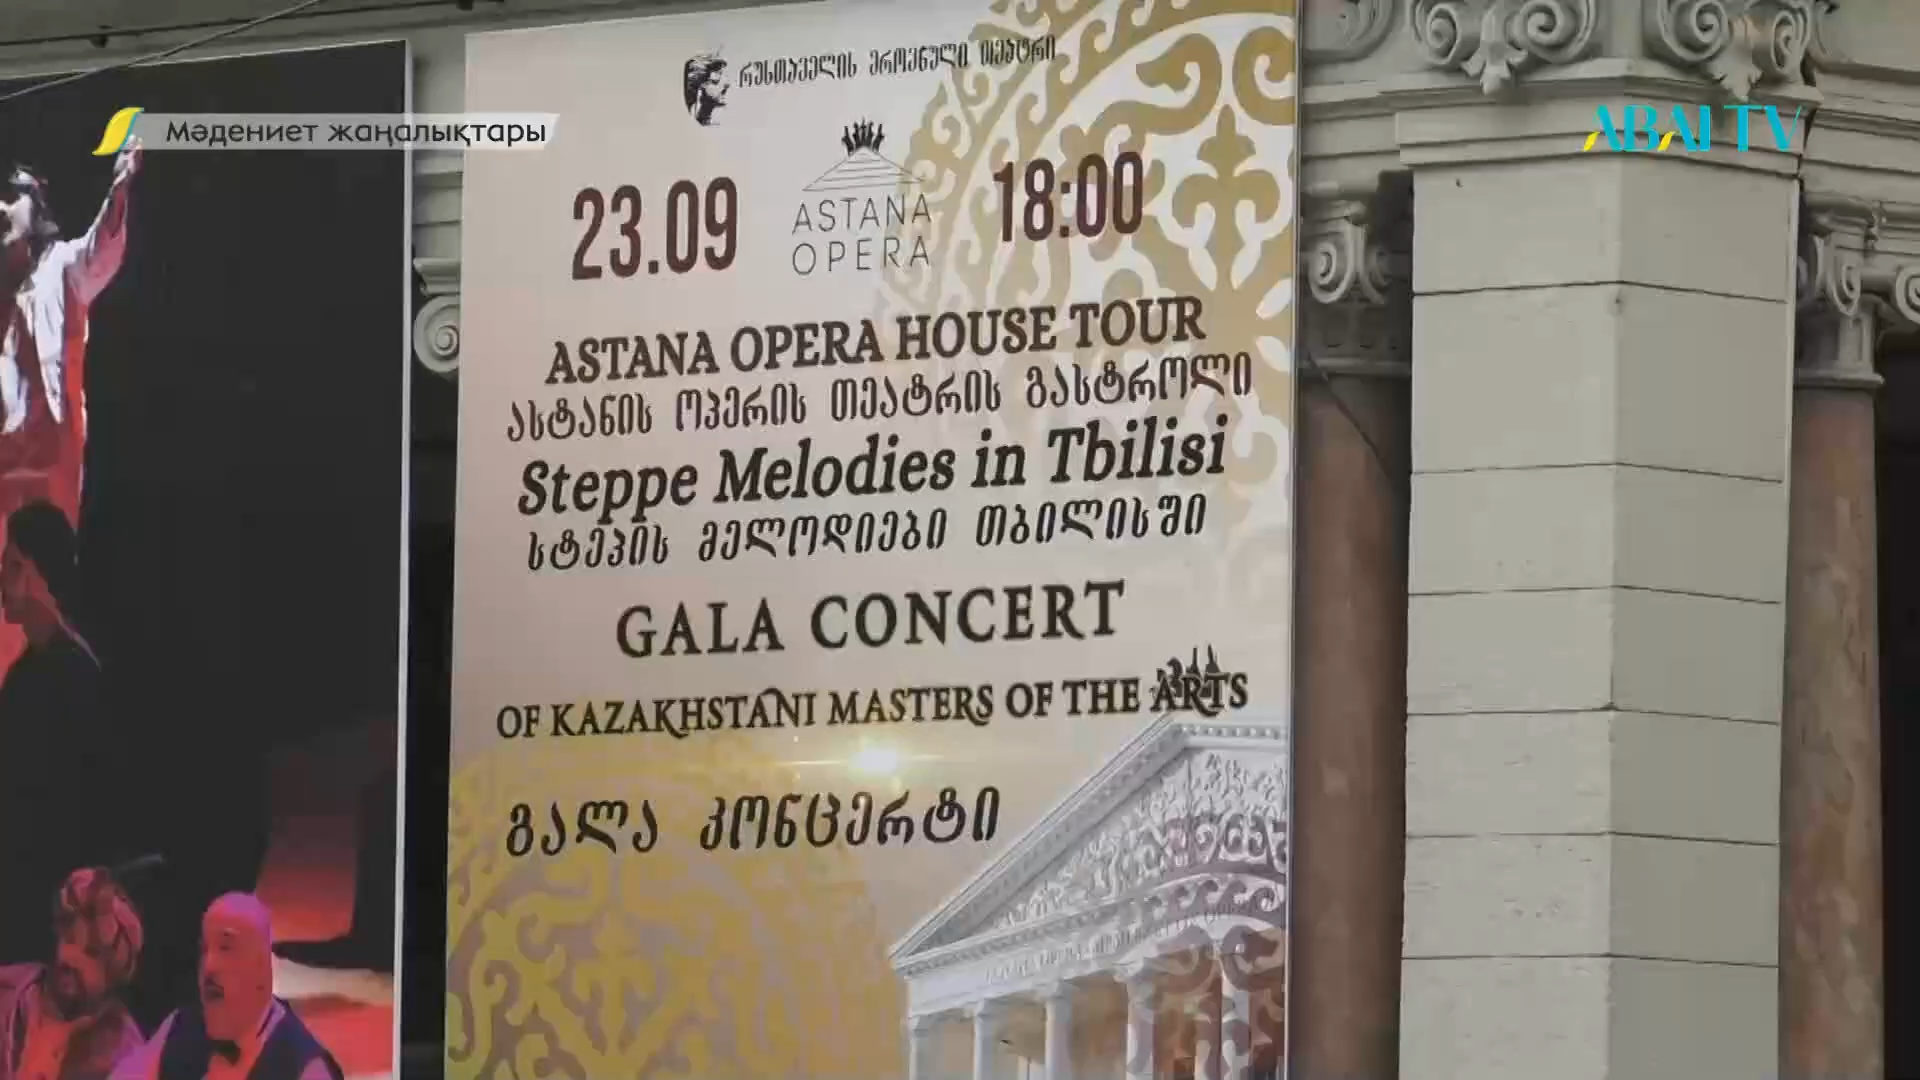 Мәдениет жаңалықтары
ABAI TV
რუსთაველის ეროვნული თეატრი
23.09
ASTANA
OPERA
18:00
ASTANA OPERA HOUSE TOUR
ასტანის ოპერის თეატრის გასტროლი
Steppe Melodies in Tbilisi
სტეპის მელოდიები თბილისში
GALA CONCERT
OF KAZAKHSTANI MASTERS OF THE ARTS
გალა კონცერტი